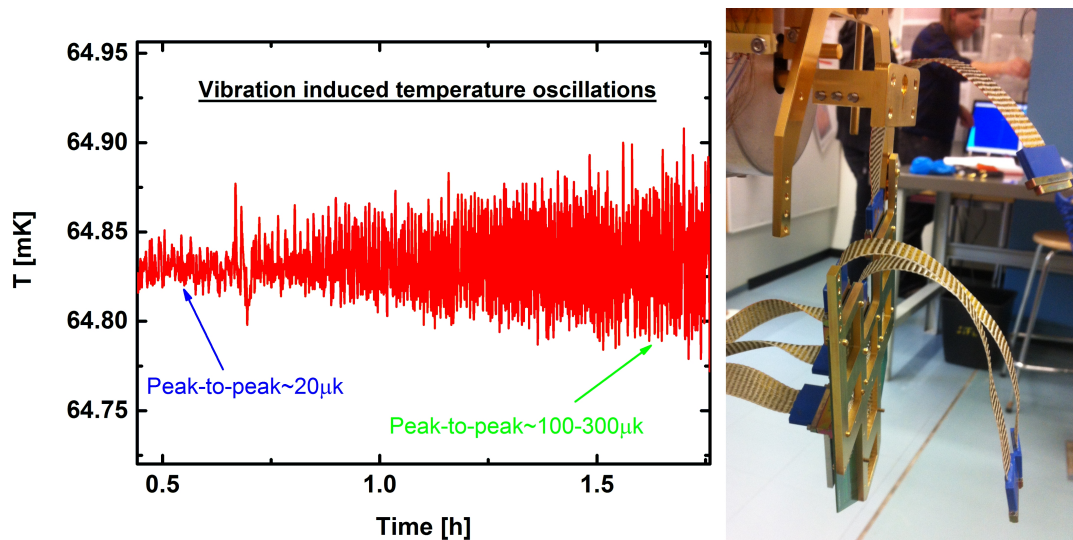 Vibration induced temperature oscillations
T [mK]
64.95
64.90
64.85
64.80
64.75
Peak-to-peak~20μk
Peak-to-peak~100-300μk
0.5
1.0
1.5
Time [h]